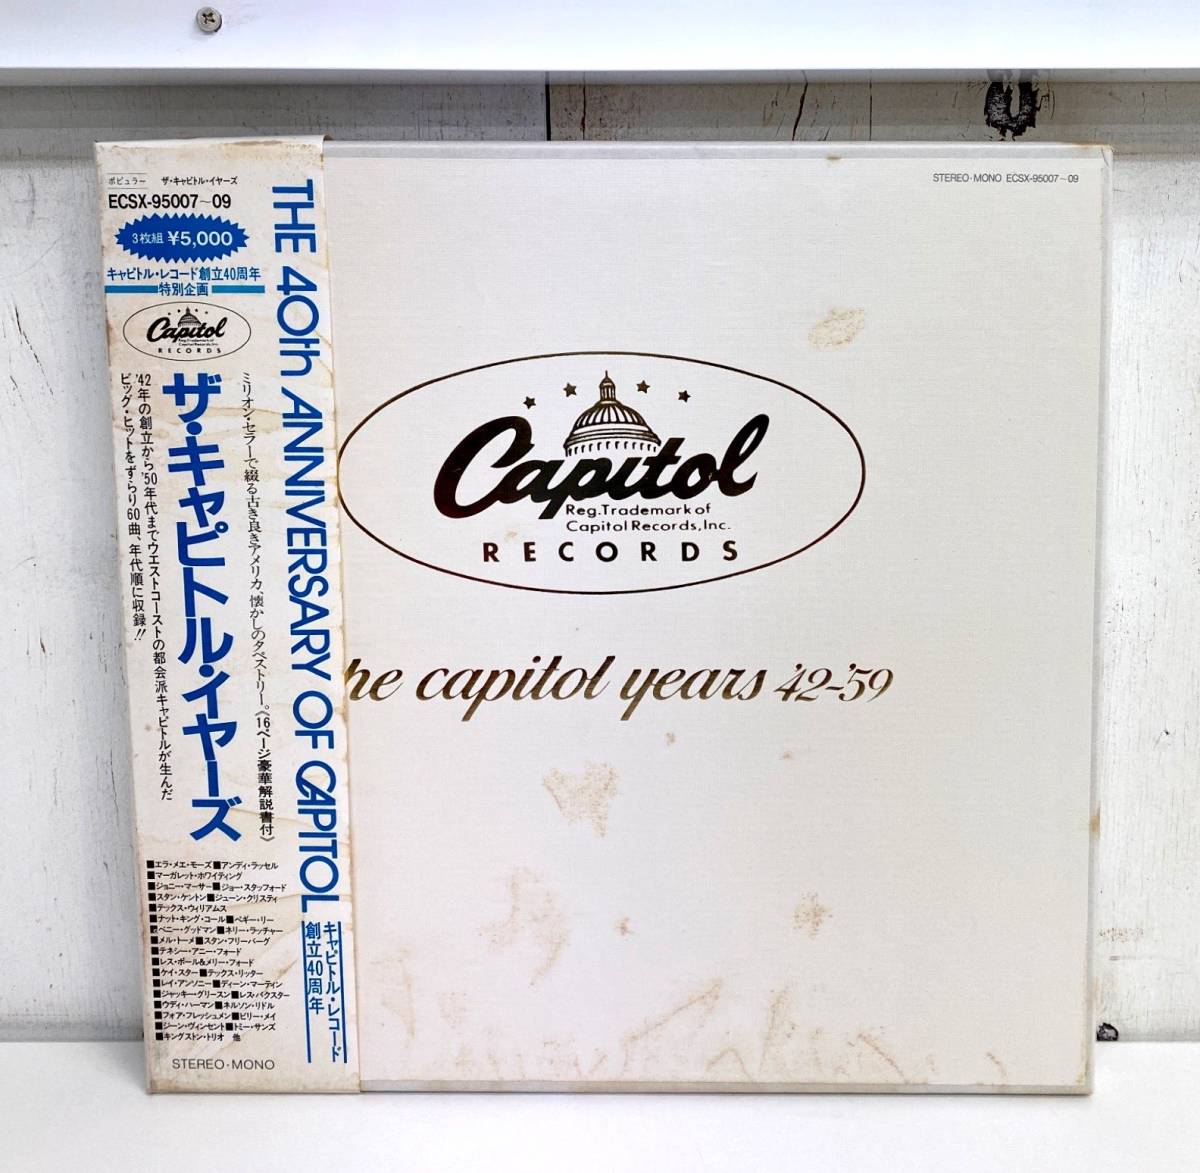 ポピュラー ザ・キャピトル・イヤーズ
ECSX-95007~09
3枚組 ¥5,000
キャピトル・レコード創立40周年
特別企画
Capitol
Reg.Trademark of
Capitol Records,Inc.
RECORDS
THE 40th ANNIVERSARY OF CAPITOL
キャピトル・レコード
創立40周年
ミリオン・セラーで綴る古き良きアメリカ、懐かしのタペストリー。〈16ページ豪華解説書付〉
ザ・キャピトル・イヤーズ
'42年の創立から'50年代までウエストコーストの都会派キャピトルが生んだ
ビッグ・ヒットをずらり60曲、年代順に収録!!
■エラ・メエ・モーズ■アンディ・ラッセル
■マーガレット・ホワイティング
■ジョニー・マーサー■ジョー・スタッフォード
■スタン・ケントン■ジューン・クリスティ
■テックス・ウィリアムス
■ナット・キング・コール■ペギー・リー
■ベニー・グッドマン■ネリー・ラッチャー
■メル・トーメ■スタン・フリーバーグ
■テネシー・アニー・フォード
■レス・ポール&メリー・フォード
■ケイ・スター■テックス・リッター
■レイ・アンソニー■ディーン・マーティン
■ジャッキー・グリースン■レス・バクスター
■ウディ・ハーマン■ネルソン・リドル
■フォア・フレッシュメン■ビリー・メイ
■ジーン・ヴィンセント■トミー・サンズ
■キングストン・トリオ 他
STEREO・MONO
STEREO・MONO ECSX-95007~09
Capitol
Reg.Trademark of
Capitol Records,Inc.
RECORDS
he capitol years '42-'59